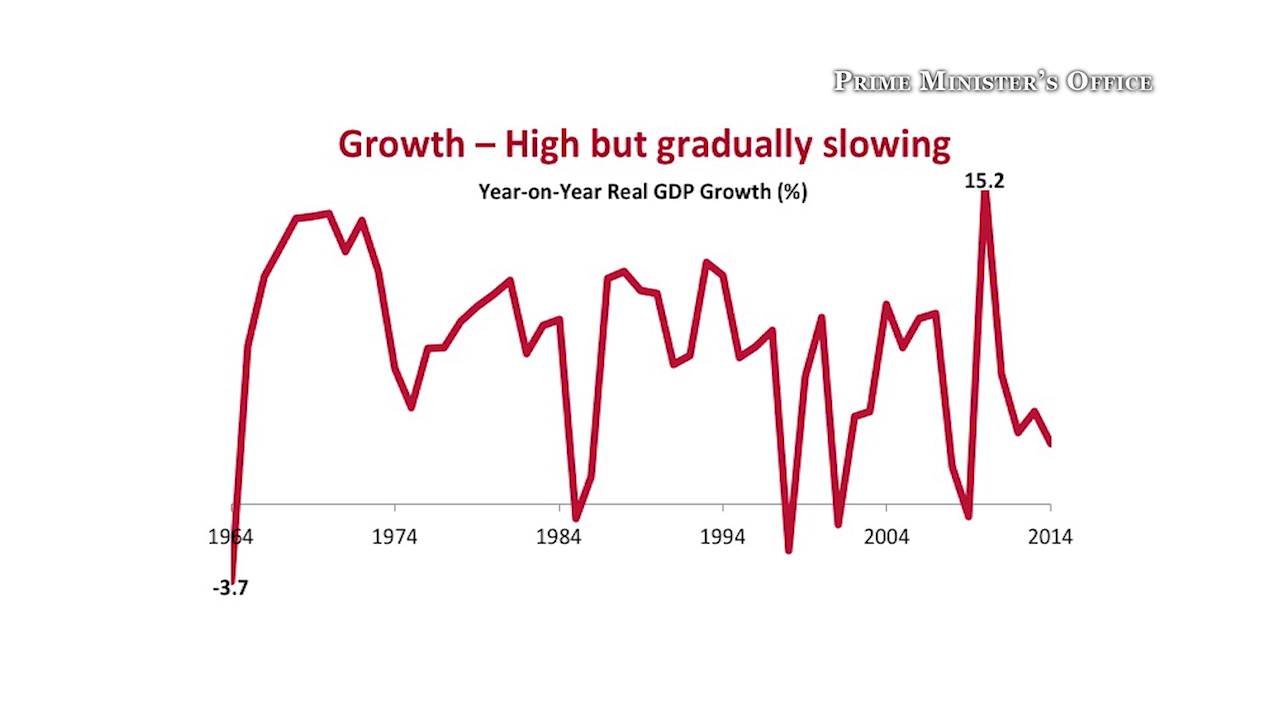 Prime Minister's Office
Growth – High but gradually slowing
Year-on-Year Real GDP Growth (%)
15.2
1964 1974 1984 1994 2004 2014
-3.7